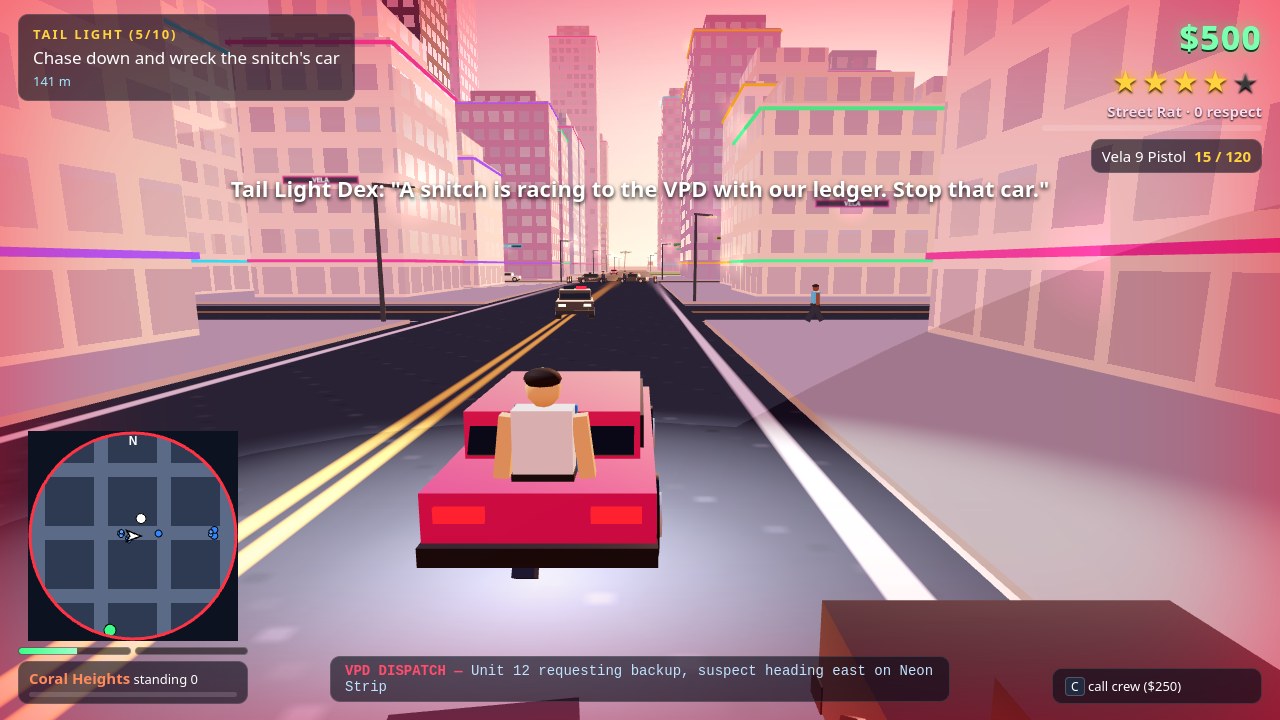 TAIL LIGHT (5/10)
Chase down and wreck the snitch's car
141 m
$500
Street Rat · 0 respect
Vela 9 Pistol 15 / 120
VELA
VELA
Tail Light Dex: "A snitch is racing to the VPD with our ledger. Stop that car."
N
Coral Heights standing 0
VPD DISPATCH — Unit 12 requesting backup, suspect heading east on Neon
Strip
C call crew ($250)